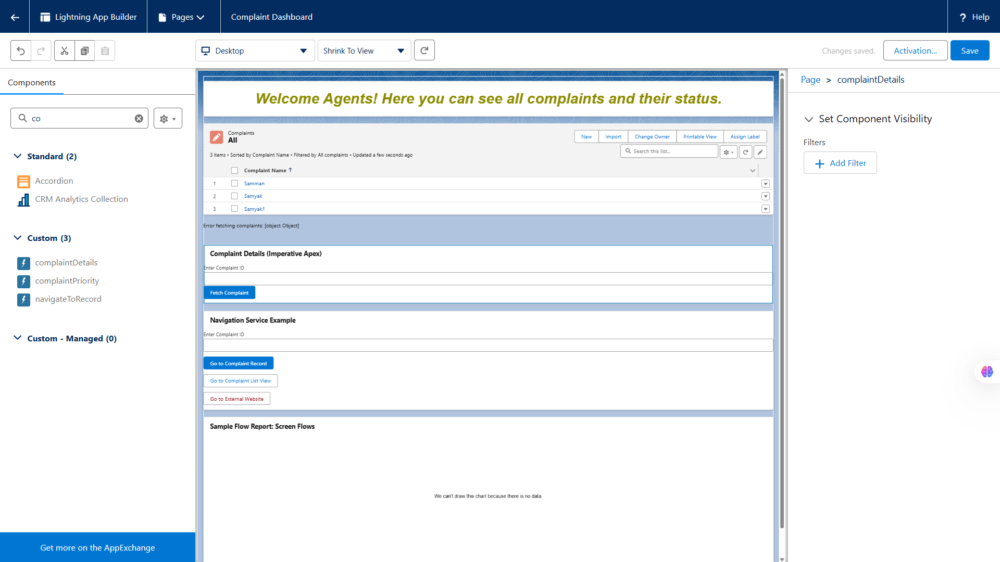 Lightning App Builder
Pages
Complaint Dashboard
? Help
Desktop
Shrink To View
Changes saved.
Activation...
Save
Components
co
Standard (2)
Accordion
CRM Analytics Collection
Custom (3)
complaintDetails
complaintPriority
navigateToRecord
Custom - Managed (0)
Get more on the AppExchange
Welcome Agents! Here you can see all complaints and their status.
Complaints
All
New
Import
Change Owner
Printable View
Assign Label
3 items • Sorted by Complaint Name • Filtered by All complaints • Updated a few seconds ago
Search this list...
Complaint Name ↑
1 Samman
2 Samyak
3 Samyak1
Error fetching complaints: [object Object]
Complaint Details (Imperative Apex)
Enter Complaint ID
Fetch Complaint
Navigation Service Example
Enter Complaint ID
Go to Complaint Record
Go to Complaint List View
Go to External Website
Sample Flow Report: Screen Flows
We can't draw this chart because there is no data.
Page > complaintDetails
Set Component Visibility
Filters
Add Filter